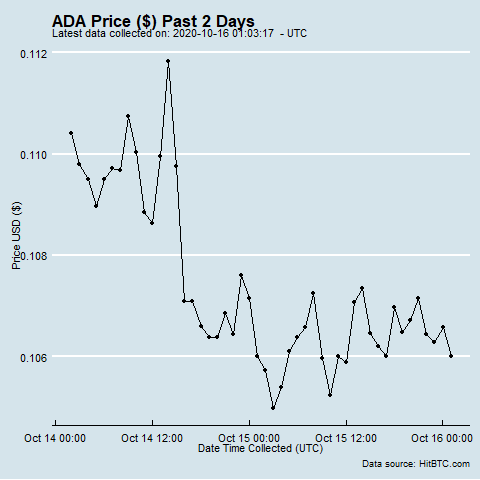 ADA Price ($) Past 2 Days
Latest data collected on: 2020-10-16 01:03:17 - UTC
0.112
0.110
0.108
0.106
Price USD ($)
Oct 14 00:00 Oct 14 12:00 Oct 15 00:00 Oct 15 12:00 Oct 16 00:00
Date Time Collected (UTC)
Data source: HitBTC.com